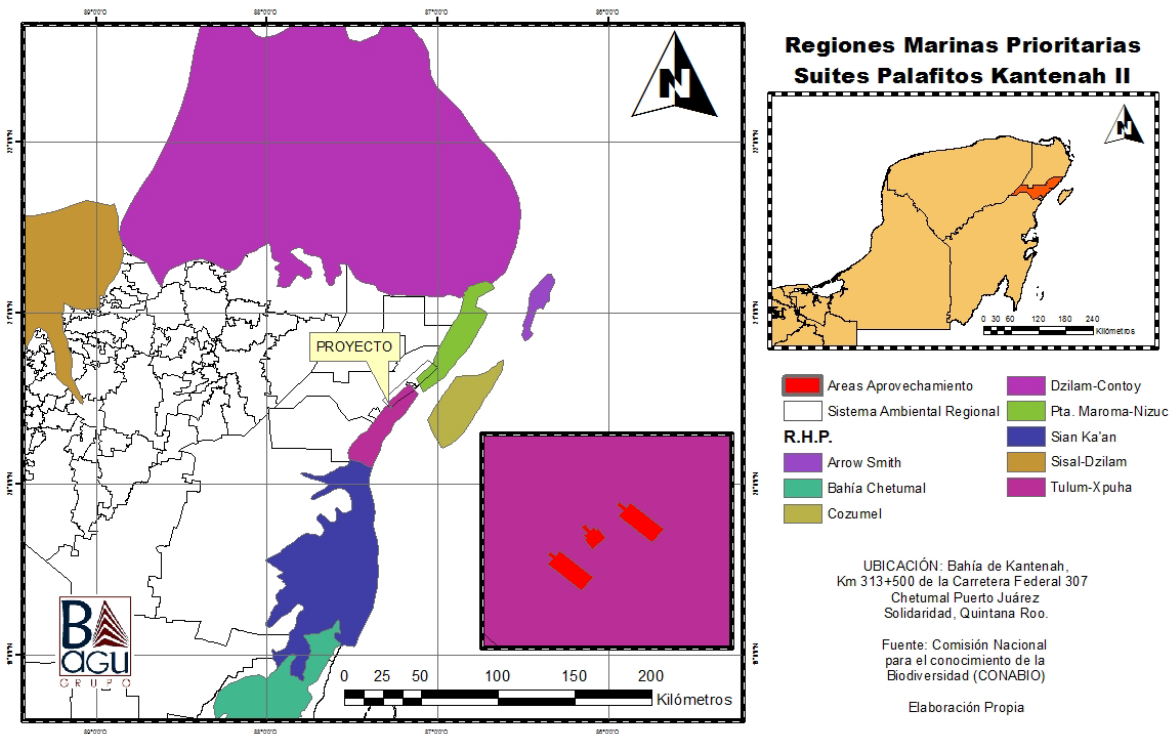 Regiones Marinas Prioritarias
Suites Palafitos Kantenah II
N
N
0 30 60 120 180 240
Kilómetros
PROYECTO
Areas Aprovechamiento
Sistema Ambiental Regional
R.H.P.
Arrow Smith
Bahía Chetumal
Cozumel
Dzilam-Contoy
Pta. Maroma-Nizuc
Sian Ka'an
Sisal-Dzilam
Tulum-Xpuha
BAGU
GRUPO
0 25 50 100 150 200
Kilómetros
UBICACIÓN: Bahía de Kantenah,
Km 313+500 de la Carretera Federal 307
Chetumal Puerto Juárez
Solidaridad, Quintana Roo.
Fuente: Comisión Nacional
para el conocimiento de la
Biodiversidad (CONABIO)
Elaboración Propia